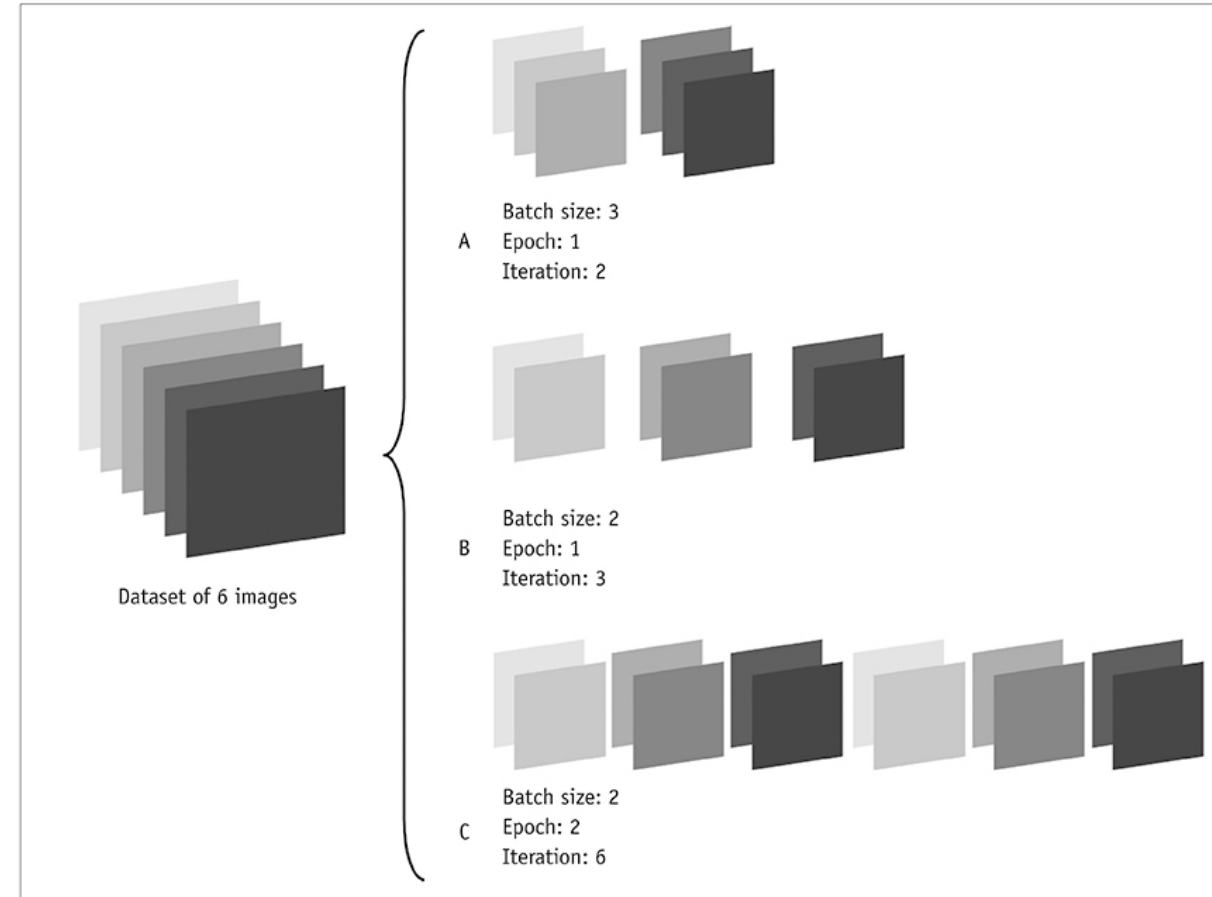 Batch size: 3
A Epoch: 1
Iteration: 2
Batch size: 2
B Epoch: 1
Iteration: 3
Dataset of 6 images
Batch size: 2
C Epoch: 2
Iteration: 6